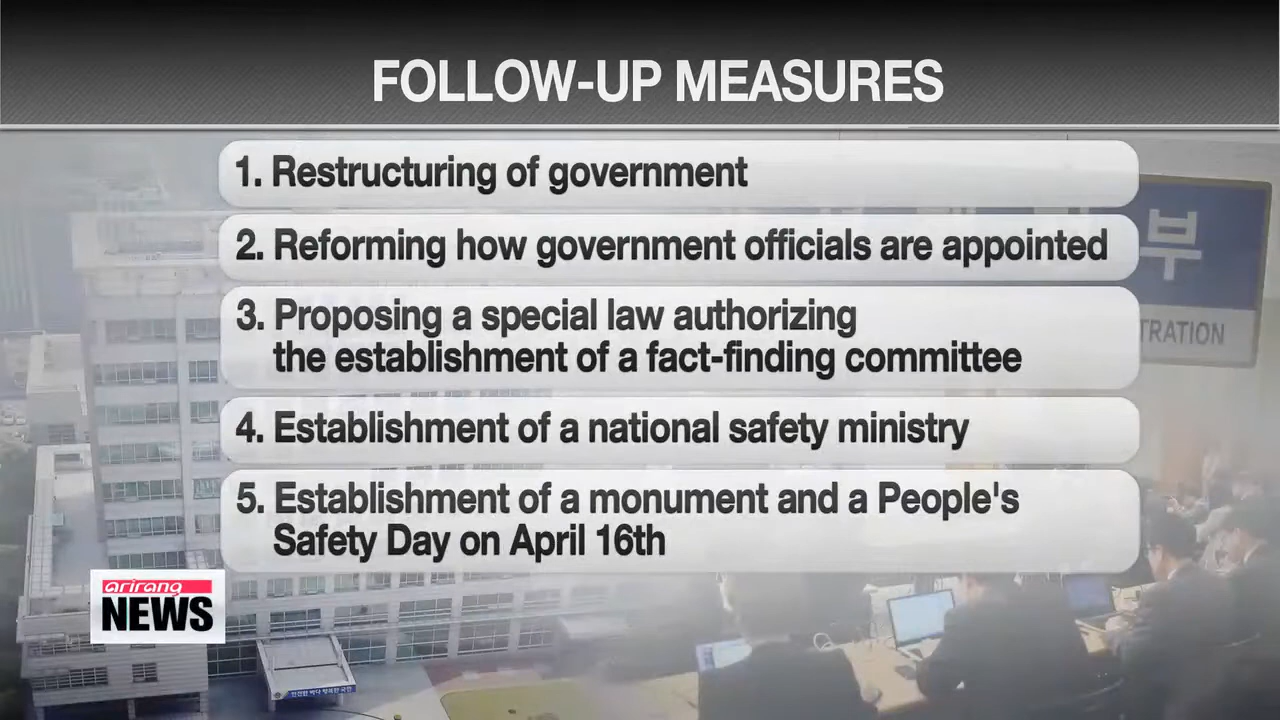 FOLLOW-UP MEASURES
1. Restructuring of government
2. Reforming how government officials are appointed
부
3. Proposing a special law authorizing
TRATION
the establishment of a fact-finding committee
4. Establishment of a national safety ministry
5. Establishment of a monument and a People's
Safety Day on April 16th
arirang
NEWS